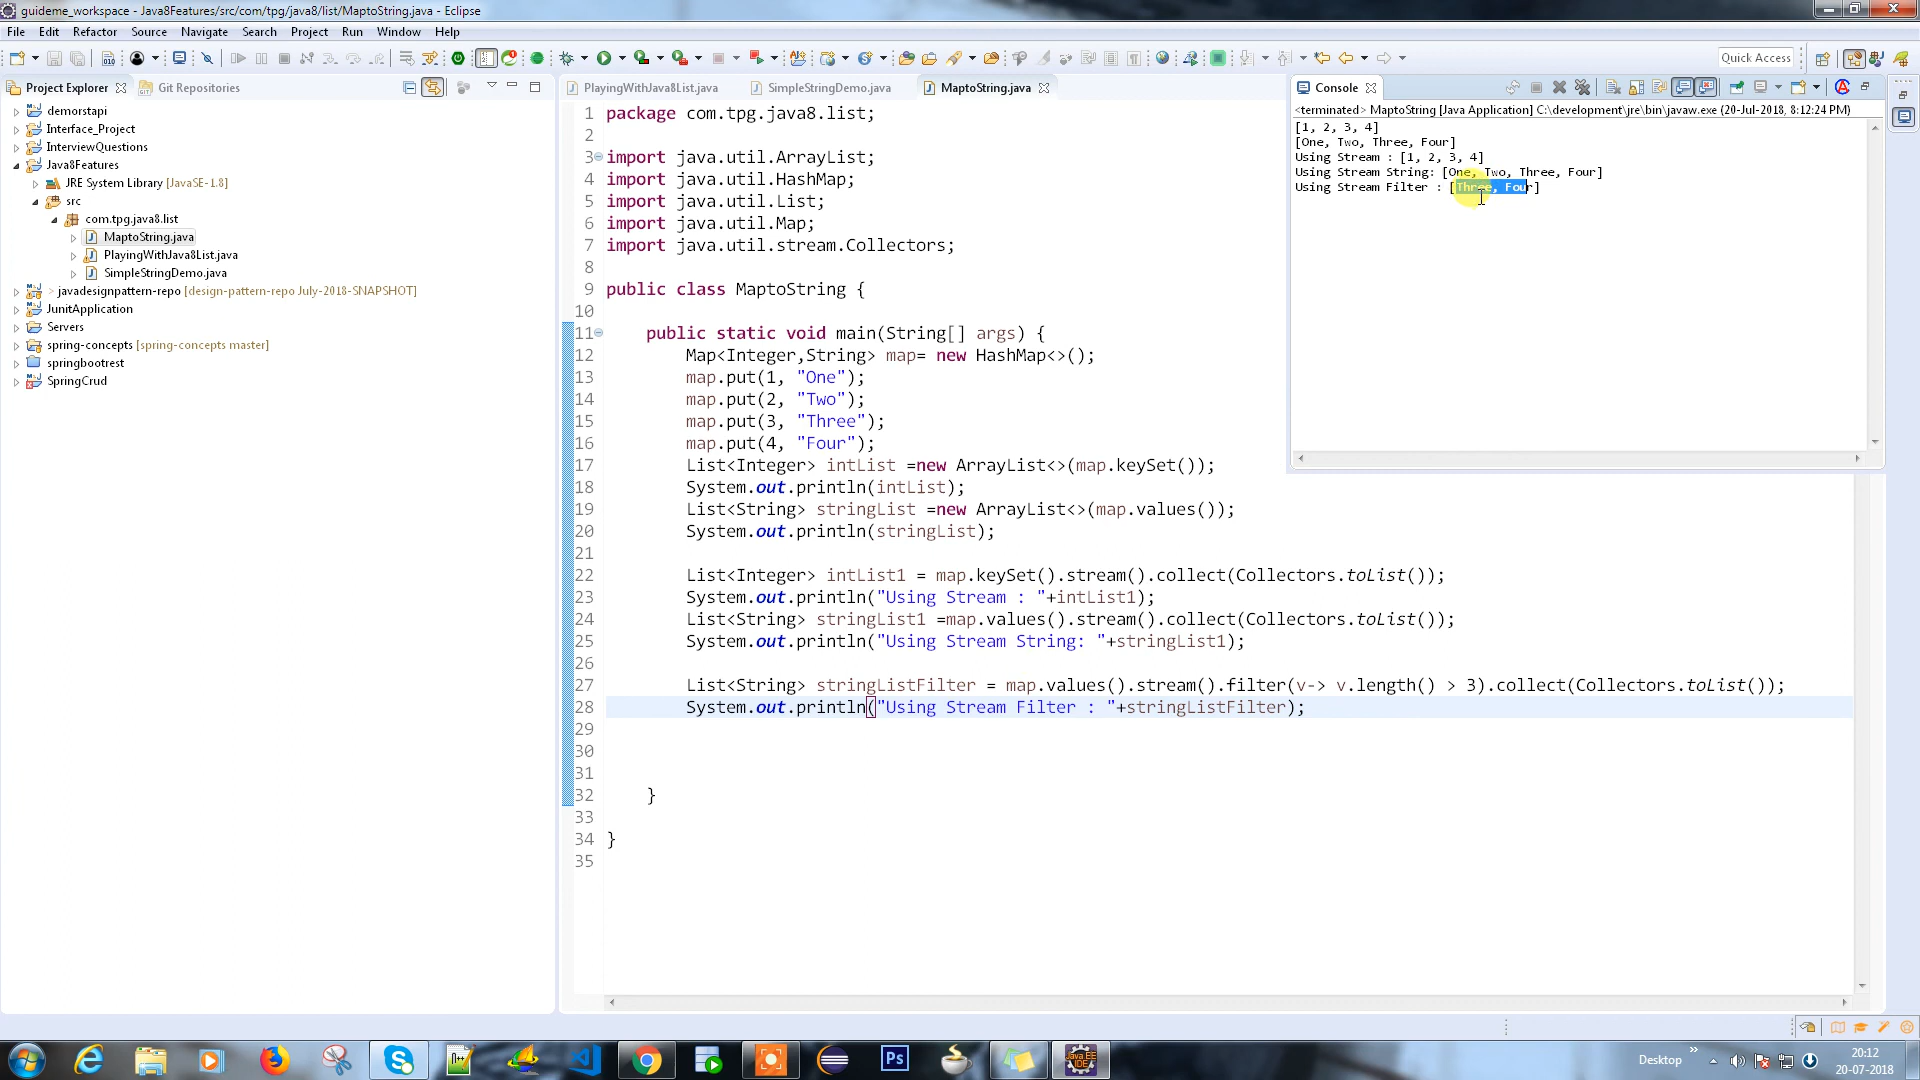 guideme_workspace - Java8Features/src/com/tpg/java8/list/MaptoString.java - Eclipse
File Edit Refactor Source Navigate Search Project Run Window Help
Quick Access
Project Explorer
Git Repositories
demorstapi
Interface_Project
InterviewQuestions
Java8Features
JRE System Library [JavaSE-1.8]
src
com.tpg.java8.list
MaptoString.java
PlayingWithJava8List.java
SimpleStringDemo.java
> javadesignpattern-repo [design-pattern-repo July-2018-SNAPSHOT]
JunitApplication
Servers
spring-concepts [spring-concepts master]
springbootrest
SpringCrud
PlayingWithJava8List.java
SimpleStringDemo.java
MaptoString.java
1 package com.tpg.java8.list;
2
3 import java.util.ArrayList;
4 import java.util.HashMap;
5 import java.util.List;
6 import java.util.Map;
7 import java.util.stream.Collectors;
8
9 public class MaptoString {
10
11 public static void main(String[] args) {
12 Map<Integer,String> map= new HashMap<>();
13 map.put(1, "One");
14 map.put(2, "Two");
15 map.put(3, "Three");
16 map.put(4, "Four");
17 List<Integer> intList =new ArrayList<>(map.keySet());
18 System.out.println(intList);
19 List<String> stringList =new ArrayList<>(map.values());
20 System.out.println(stringList);
21
22 List<Integer> intList1 = map.keySet().stream().collect(Collectors.toList());
23 System.out.println("Using Stream : "+intList1);
24 List<String> stringList1 =map.values().stream().collect(Collectors.toList());
25 System.out.println("Using Stream String: "+stringList1);
26
27 List<String> stringListFilter = map.values().stream().filter(v-> v.length() > 3).collect(Collectors.toList());
28 System.out.println("Using Stream Filter : "+stringListFilter);
29
30
31
32 }
33
34 }
35
Console
<terminated> MaptoString [Java Application] C:\development\jre\bin\javaw.exe (20-Jul-2018, 8:12:24 PM)
[1, 2, 3, 4]
[One, Two, Three, Four]
Using Stream : [1, 2, 3, 4]
Using Stream String: [One, Two, Three, Four]
Using Stream Filter : [Three, Four]
Ps
Java EE
IDE
Desktop
20:12
20-07-2018